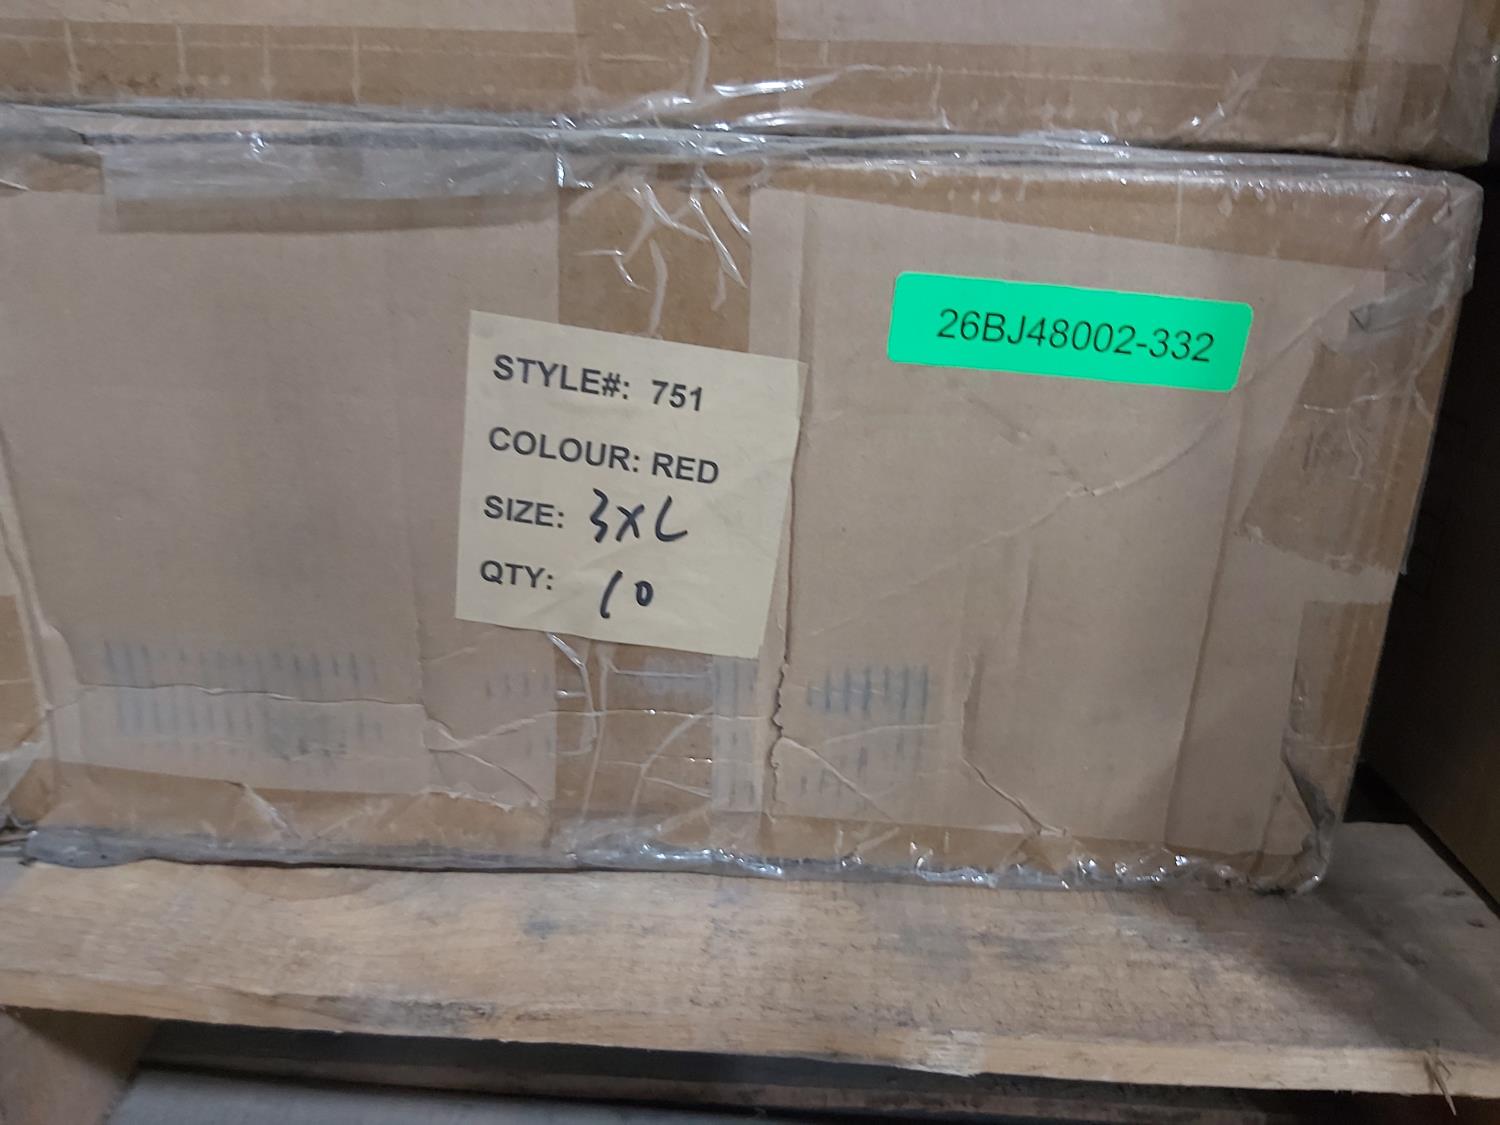 26BJ48002-332
STYLE#: 751
COLOUR: RED
SIZE: 3XL
QTY: 10